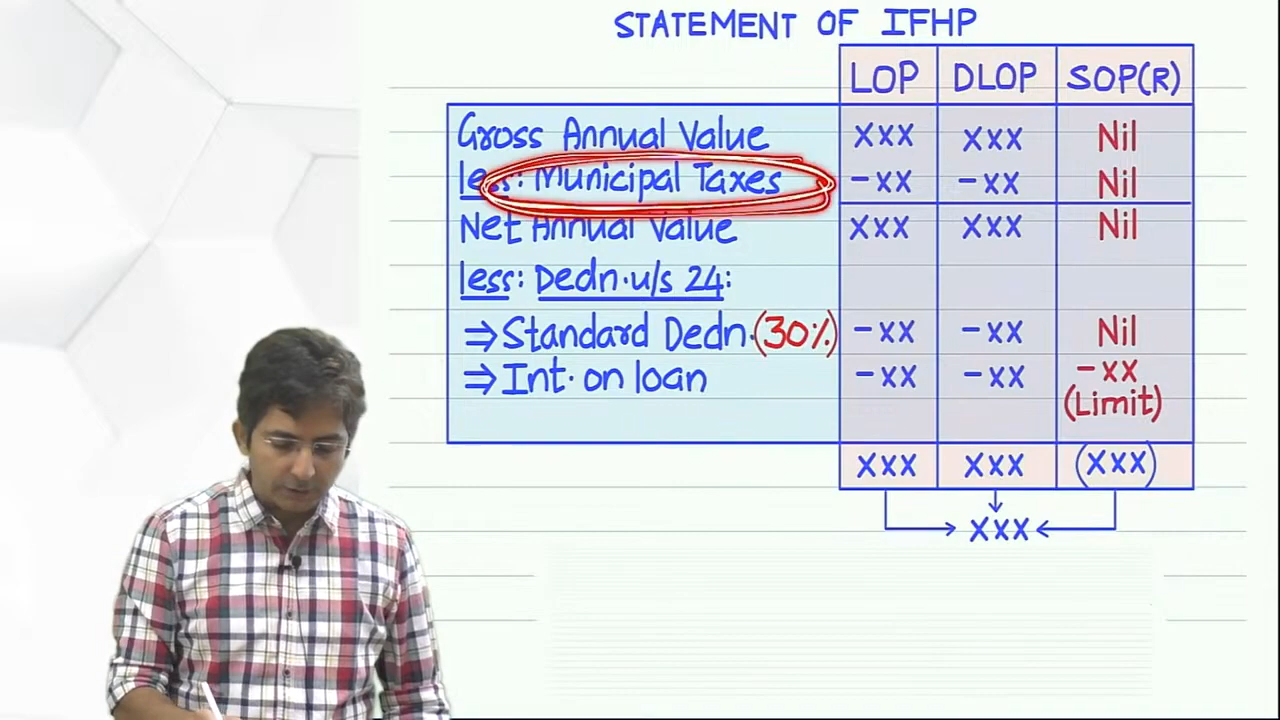 STATEMENT OF IFHP
LOP DLOP SOP(R)
Gross Annual Value XXX XXX Nil
less: Municipal Taxes -XX -XX Nil
Net Annual Value XXX XXX Nil
less: Dedn. u/s 24:
⇒ Standard Dedn. (30%) -XX -XX Nil
⇒ Int. on loan -XX -XX -XX
(Limit)
XXX XXX (XXX)
XXX